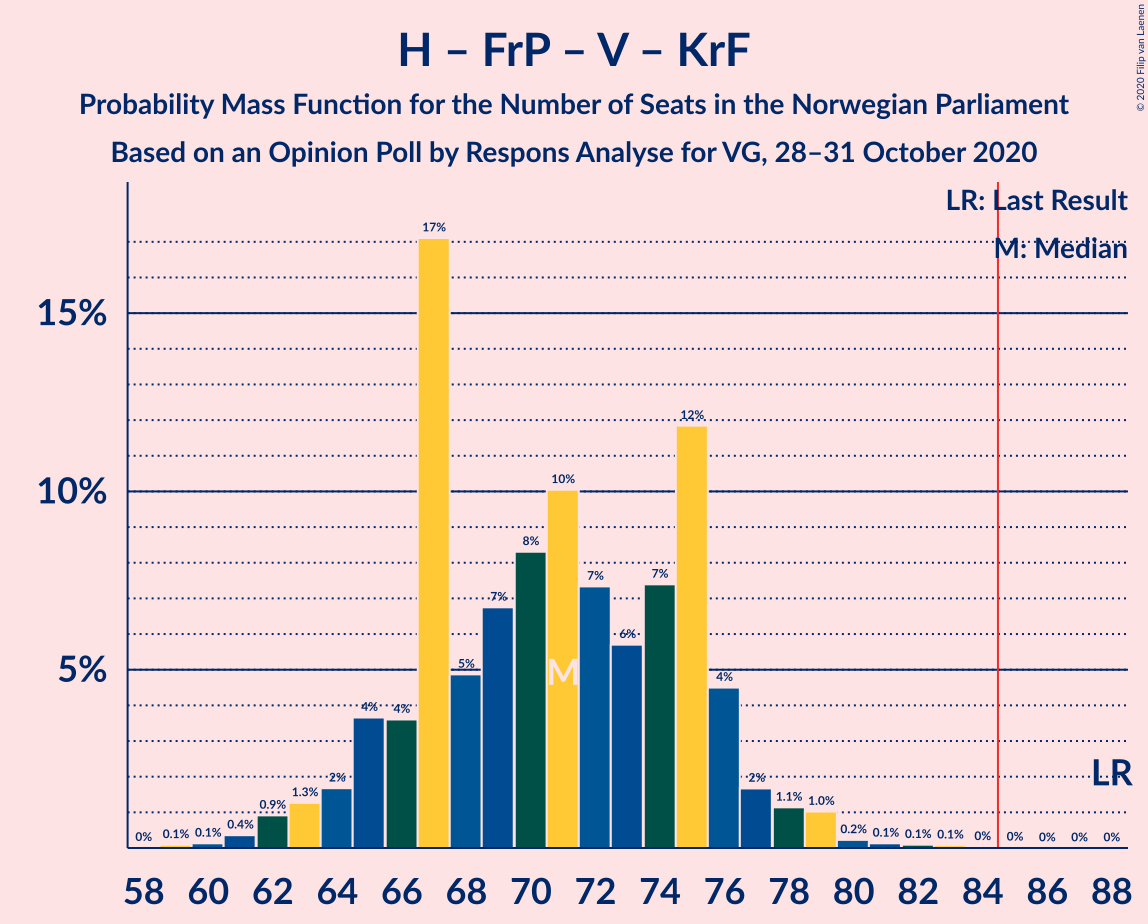 H – FrP – V – KrF
Probability Mass Function for the Number of Seats in the Norwegian Parliament
Based on an Opinion Poll by Respons Analyse for VG, 28–31 October 2020
© 2020 Filip van Laenen
LR: Last Result
M: Median
15%
10%
5%
0% 0.1% 0.1% 0.4% 0.9% 1.3% 2% 4% 4% 17% 5% 7% 8% 10% 7% 6% 7% 12% 4% 2% 1.1% 1.0% 0.2% 0.1% 0.1% 0.1% 0% 0% 0% 0% 0%
M
LR
58 60 62 64 66 68 70 72 74 76 78 80 82 84 86 88